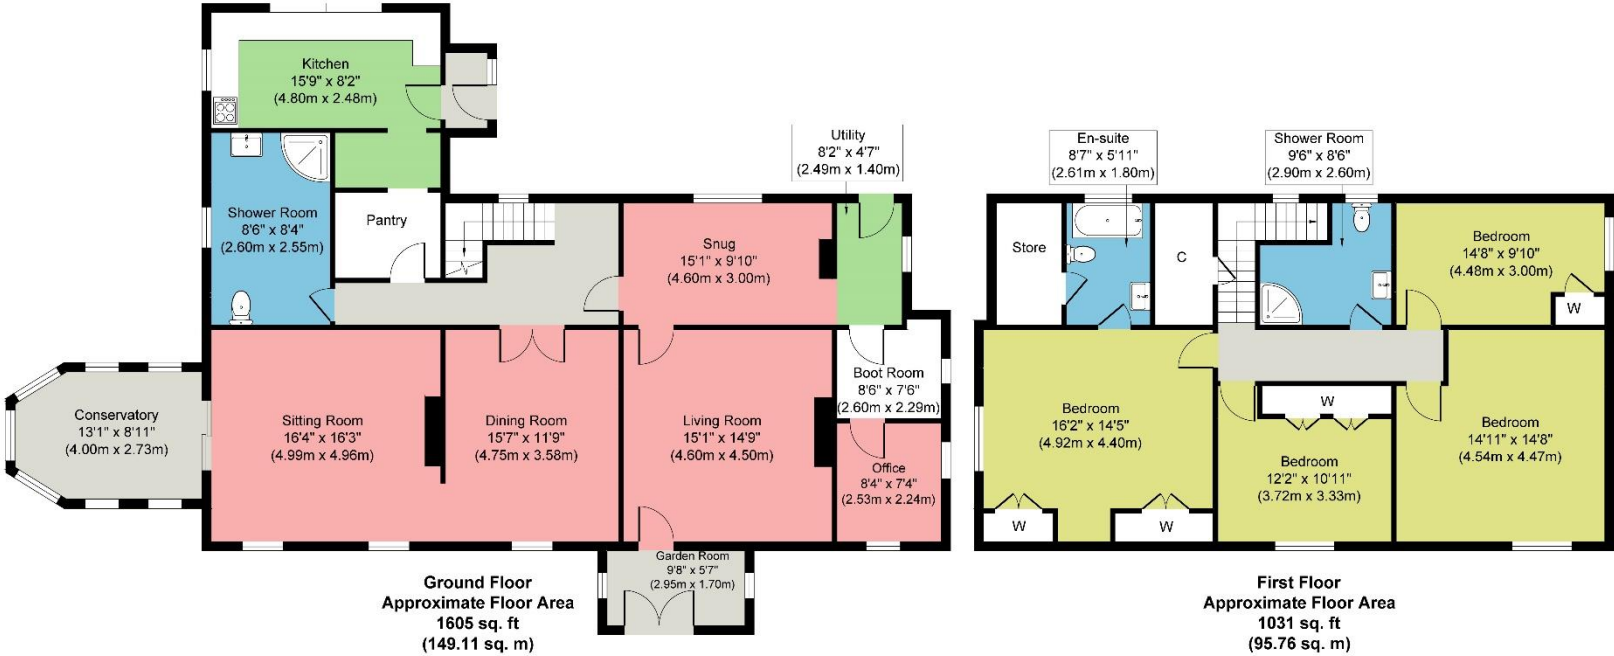 Kitchen
15'9" x 8'2"
(4.80m x 2.48m)
Utility
8'2" x 4'7"
(2.49m x 1.40m)
Shower Room
8'6" x 8'4"
(2.60m x 2.55m)
Pantry
Snug
15'1" x 9'10"
(4.60m x 3.00m)
Conservatory
13'1" x 8'11"
(4.00m x 2.73m)
Sitting Room
16'4" x 16'3"
(4.99m x 4.96m)
Dining Room
15'7" x 11'9"
(4.75m x 3.58m)
Living Room
15'1" x 14'9"
(4.60m x 4.50m)
Boot Room
8'6" x 7'6"
(2.60m x 2.29m)
Office
8'4" x 7'4"
(2.53m x 2.24m)
Garden Room
9'8" x 5'7"
(2.95m x 1.70m)
Ground Floor
Approximate Floor Area
1605 sq. ft
(149.11 sq. m)
En-suite
8'7" x 5'11"
(2.61m x 1.80m)
Shower Room
9'6" x 8'6"
(2.90m x 2.60m)
Store
C
Bedroom
14'8" x 9'10"
(4.48m x 3.00m)
W
Bedroom
16'2" x 14'5"
(4.92m x 4.40m)
W
W
W
Bedroom
12'2" x 10'11"
(3.72m x 3.33m)
Bedroom
14'11" x 14'8"
(4.54m x 4.47m)
First Floor
Approximate Floor Area
1031 sq. ft
(95.76 sq. m)